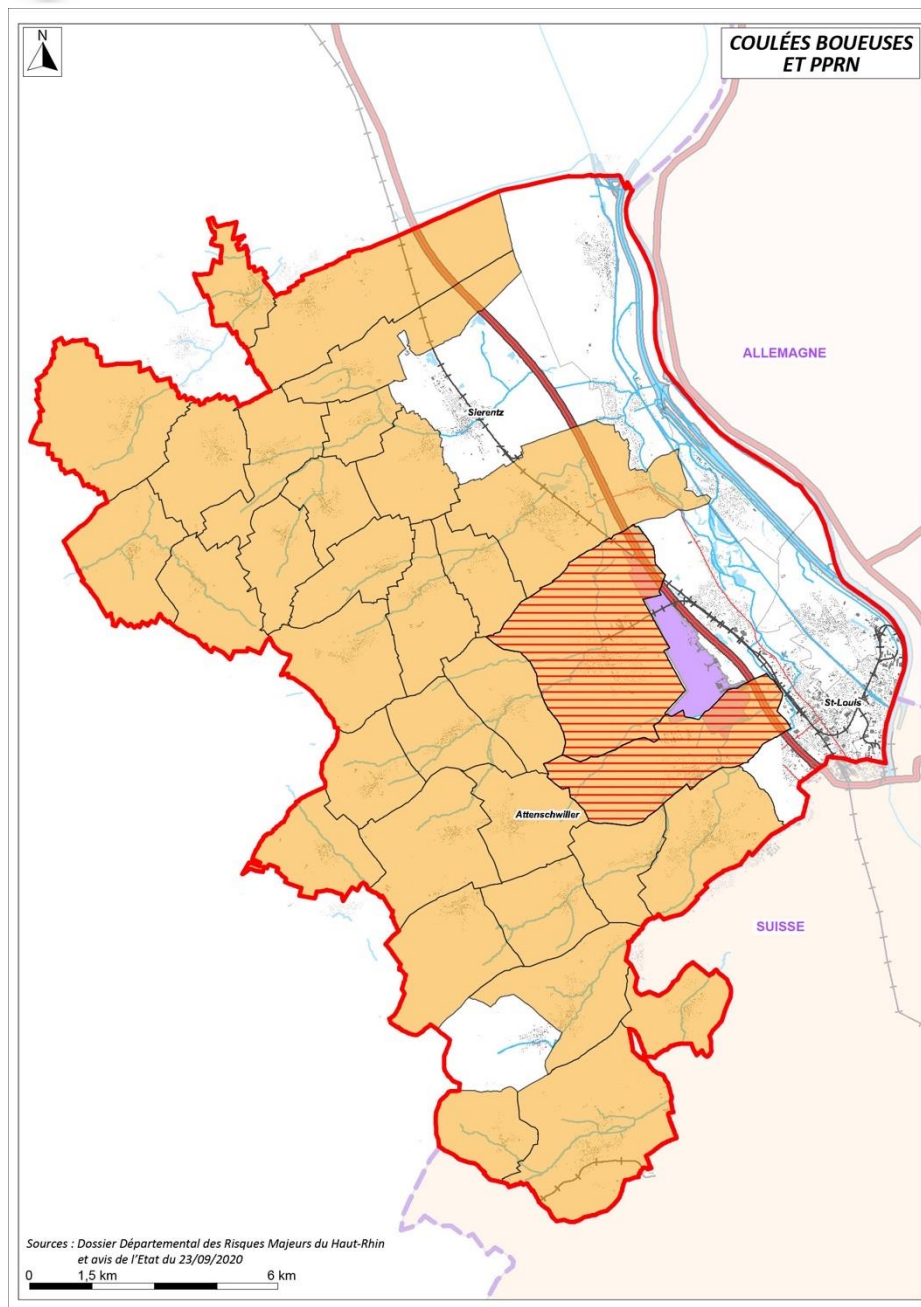 N
COULÉES BOUEUSES
ET PPRN
ALLEMAGNE
Sierentz
St-Louis
Attenschwiller
SUISSE
Sources : Dossier Départemental des Risques Majeurs du Haut-Rhin
et avis de l'Etat du 23/09/2020
0 1,5 km 6 km